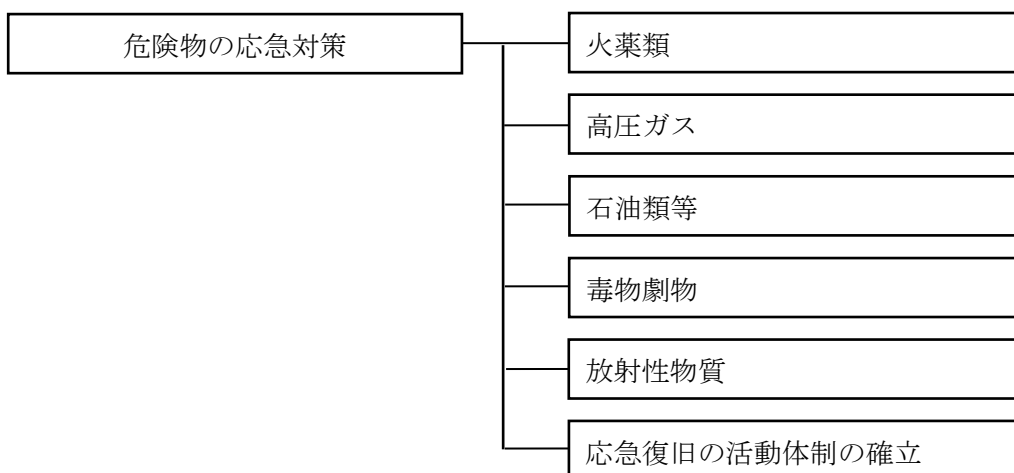 危険物の応急対策
火薬類
高圧ガス
石油類等
毒物劇物
放射性物質
応急復旧の活動体制の確立